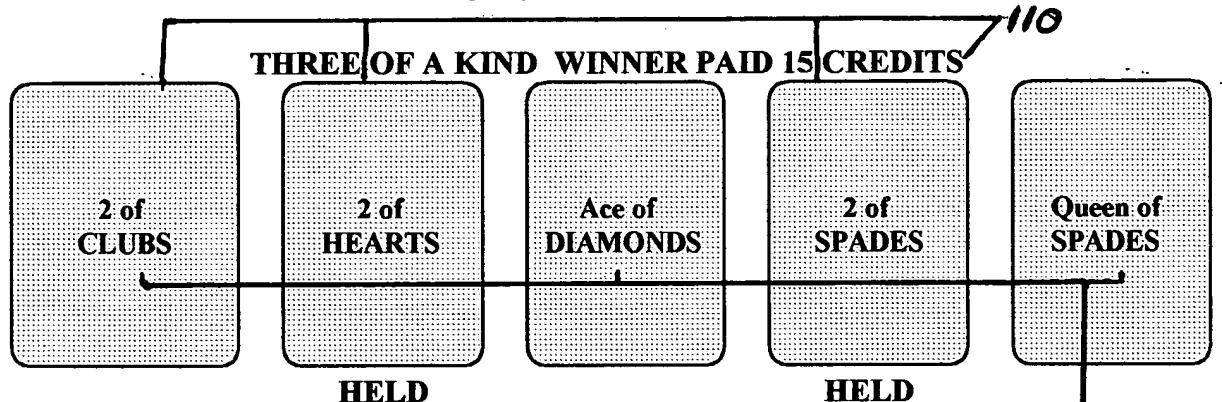 110
THREE OF A KIND WINNER PAID 15 CREDITS
2 of
CLUBS
2 of
HEARTS
Ace of
DIAMONDS
2 of
SPADES
Queen of
SPADES
HELD
HELD